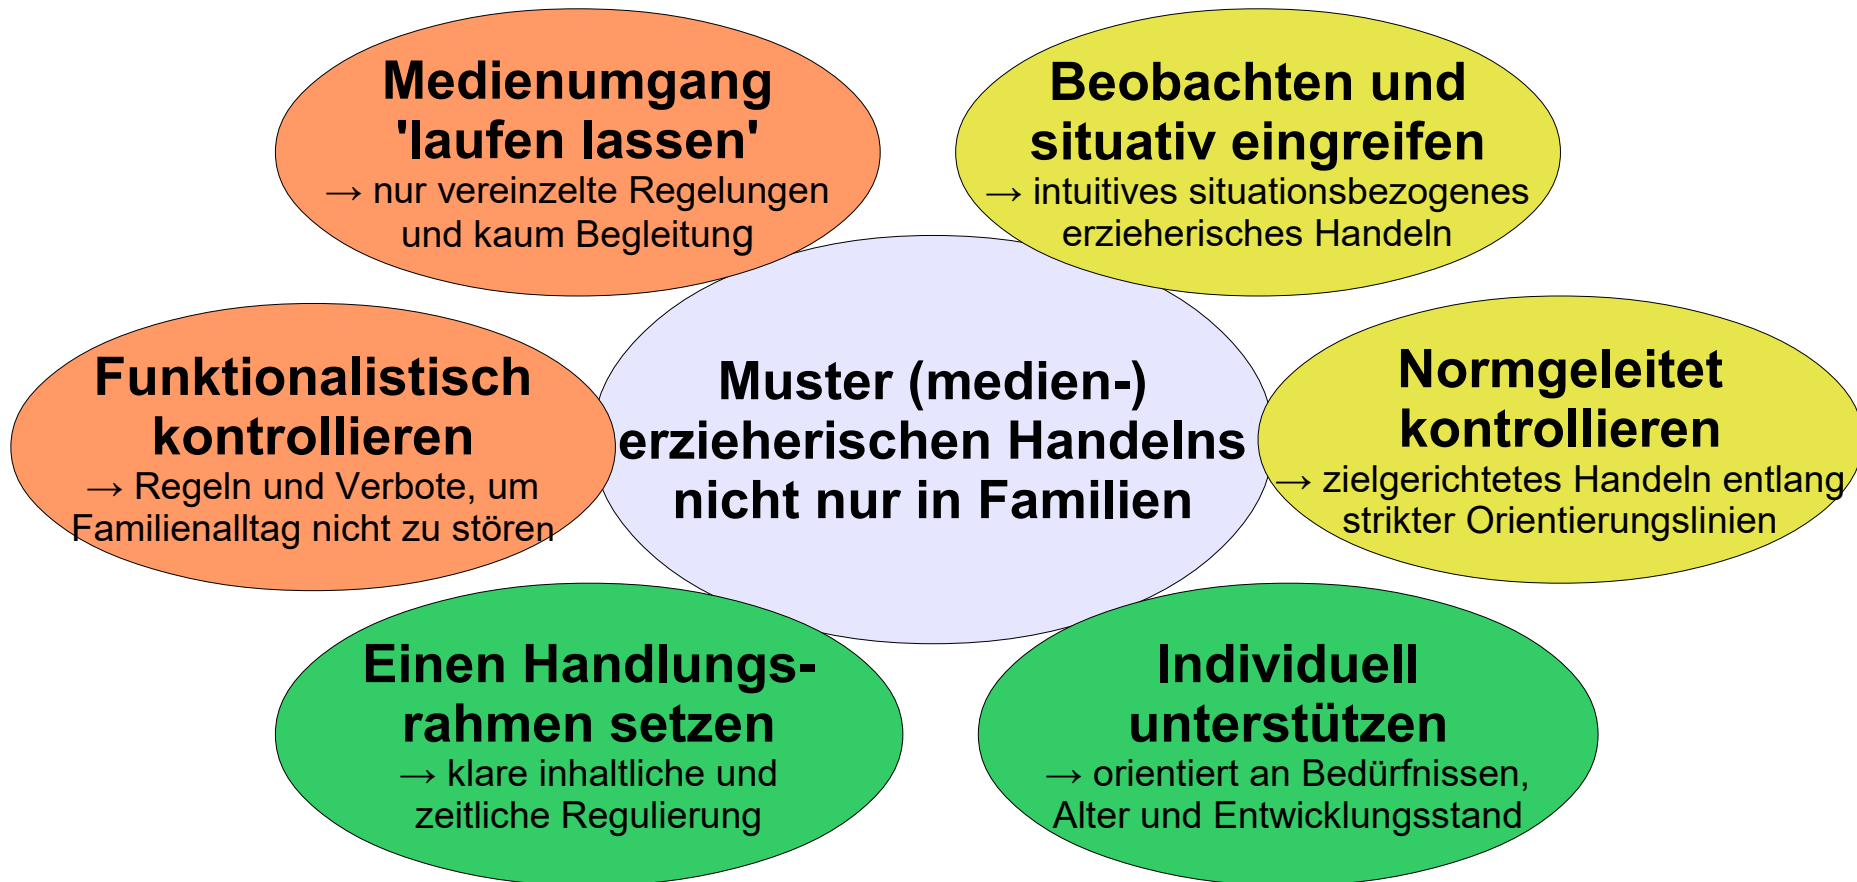 Medienumgang
'laufen lassen'
→ nur vereinzelte Regelungen
und kaum Begleitung
Beobachten und
situativ eingreifen
→ intuitives situationsbezogenes
erzieherisches Handeln
Funktionalistisch
kontrollieren
→ Regeln und Verbote, um
Familienalltag nicht zu stören
Muster (medien-)
erzieherischen Handelns
nicht nur in Familien
Normgeleitet
kontrollieren
→ zielgerichtetes Handeln entlang
strikter Orientierungslinien
Einen Handlungs-
rahmen setzen
→ klare inhaltliche und
zeitliche Regulierung
Individuell
unterstützen
→ orientiert an Bedürfnissen,
Alter und Entwicklungsstand